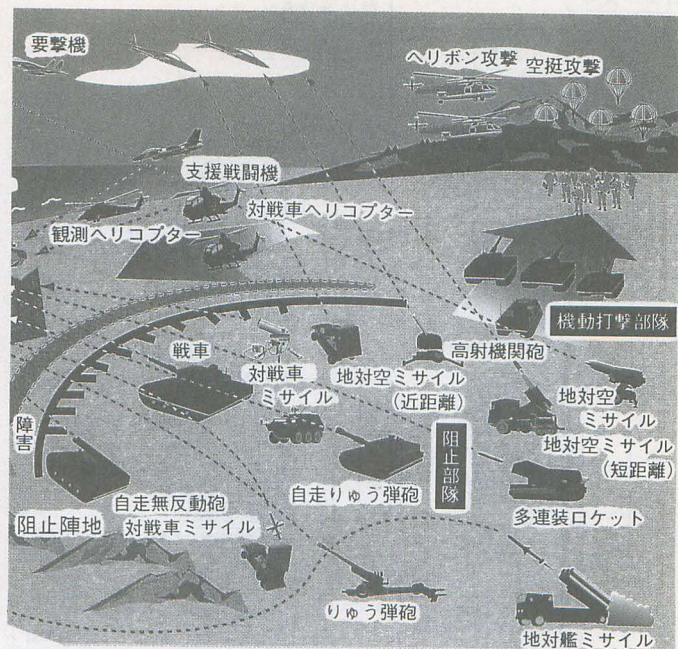 要撃機
ヘリボン攻撃
空挺攻撃
支援戦闘機
対戦車ヘリコプター
観測ヘリコプター
機動打撃部隊
高射機関砲
戦車
対戦車
ミサイル
地対空ミサイル
(近距離)
地対空
ミサイル
地対空ミサイル
(短距離)
障害
阻止部隊
自走りゅう弾砲
多連装ロケット
自走無反動砲
対戦車ミサイル
阻止陣地
りゅう弾砲
地対艦ミサイル